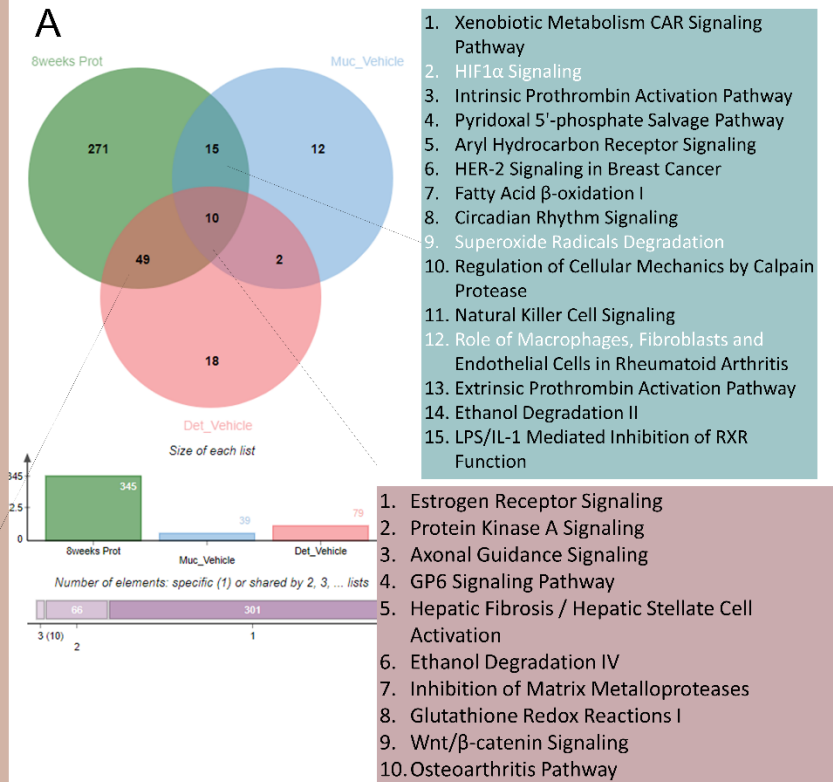 A
8weeks Prot
Muc_Vehicle
271
15
12
10
49
2
18
Det_Vehicle
Size of each list
345
2.5
0
345
39
79
8weeks Prot
Muc_Vehicle
Det_Vehicle
Number of elements: specific (1) or shared by 2, 3, ... lists
66
301
3 (10)
2
1
1. Xenobiotic Metabolism CAR Signaling
Pathway
2. HIF1α Signaling
3. Intrinsic Prothrombin Activation Pathway
4. Pyridoxal 5'-phosphate Salvage Pathway
5. Aryl Hydrocarbon Receptor Signaling
6. HER-2 Signaling in Breast Cancer
7. Fatty Acid β-oxidation I
8. Circadian Rhythm Signaling
9. Superoxide Radicals Degradation
10. Regulation of Cellular Mechanics by Calpain
Protease
11. Natural Killer Cell Signaling
12. Role of Macrophages, Fibroblasts and
Endothelial Cells in Rheumatoid Arthritis
13. Extrinsic Prothrombin Activation Pathway
14. Ethanol Degradation II
15. LPS/IL-1 Mediated Inhibition of RXR
Function
1. Estrogen Receptor Signaling
2. Protein Kinase A Signaling
3. Axonal Guidance Signaling
4. GP6 Signaling Pathway
5. Hepatic Fibrosis / Hepatic Stellate Cell
Activation
6. Ethanol Degradation IV
7. Inhibition of Matrix Metalloproteases
8. Glutathione Redox Reactions I
9. Wnt/β-catenin Signaling
10. Osteoarthritis Pathway